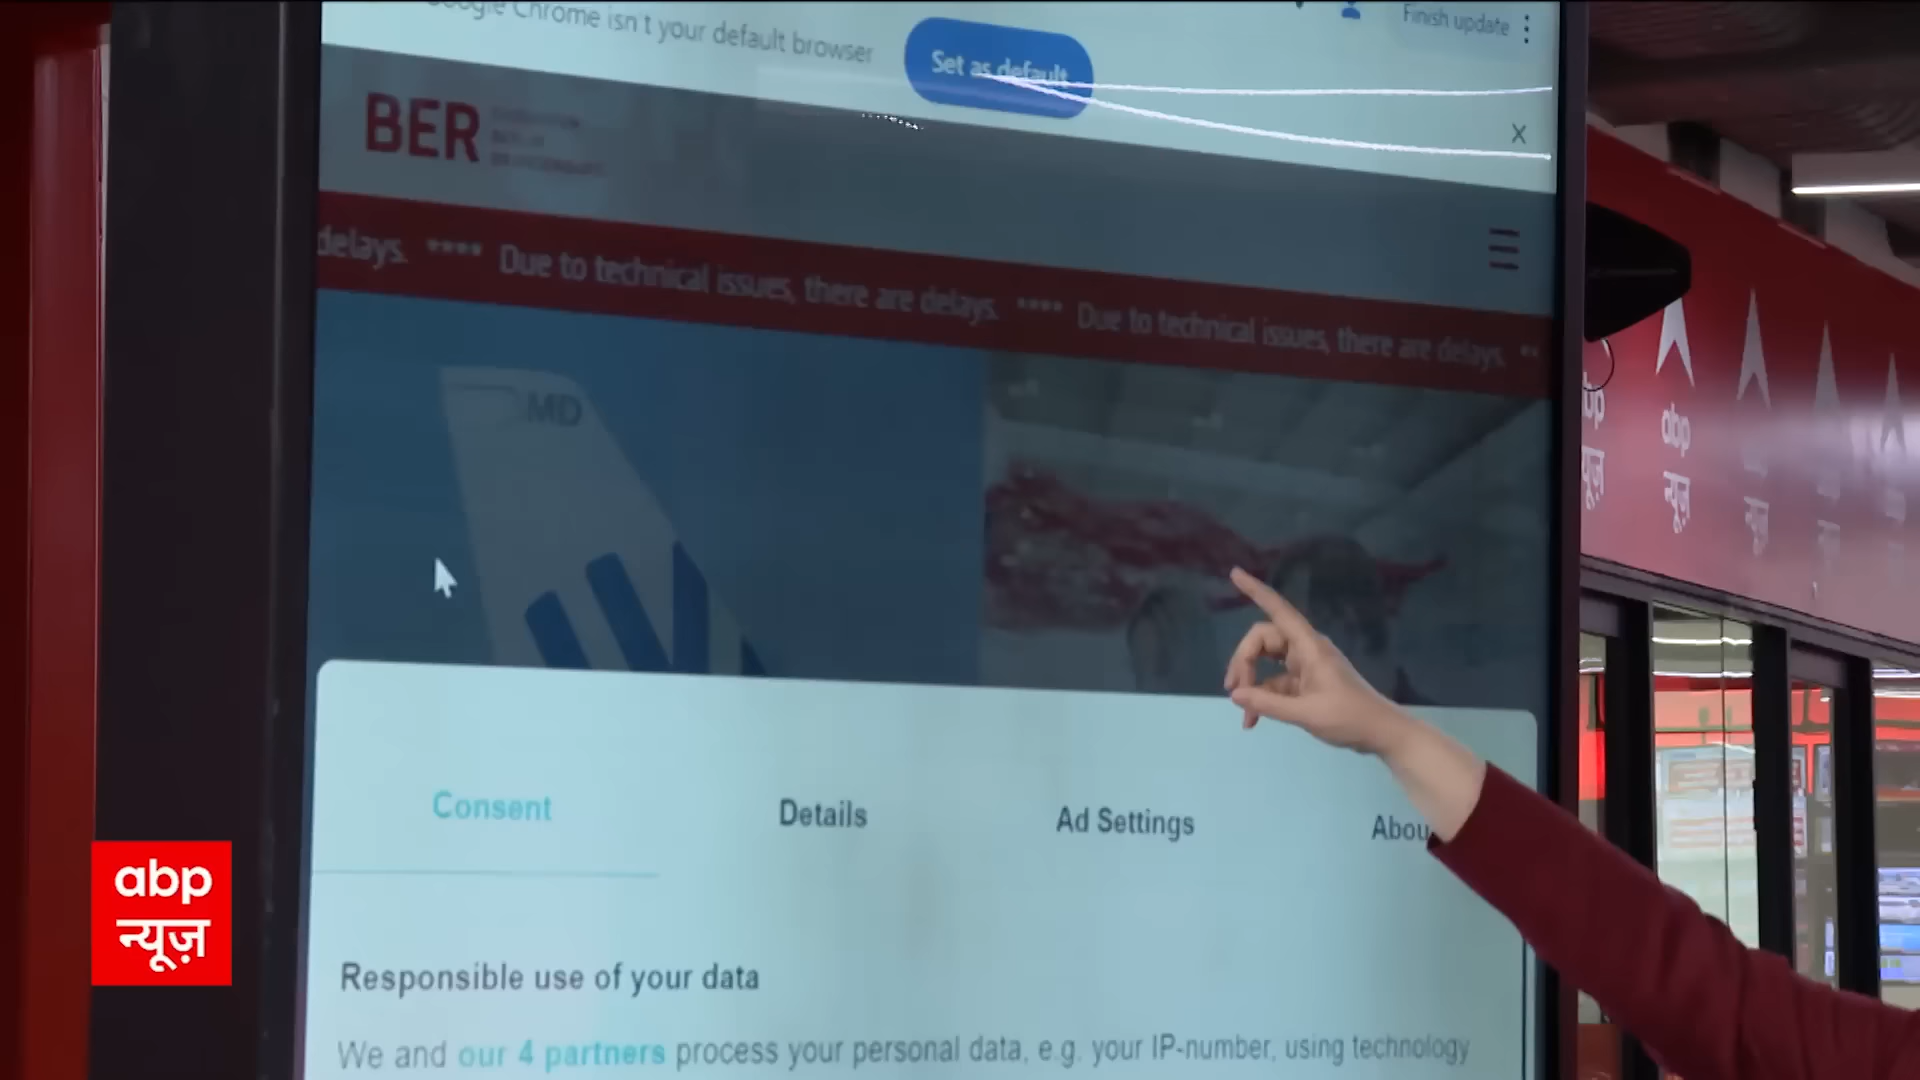 Google Chrome isn't your default browser
Set as default
Finish update
X
BER
delays. **** Due to technical issues, there are delays. **** Due to technical issues, there are delays. **
MD
Consent
Details
Ad Settings
Abou
Responsible use of your data
We and our 4 partners process your personal data, e.g. your IP-number, using technology
abp
न्यूज़
abp
न्यूज़